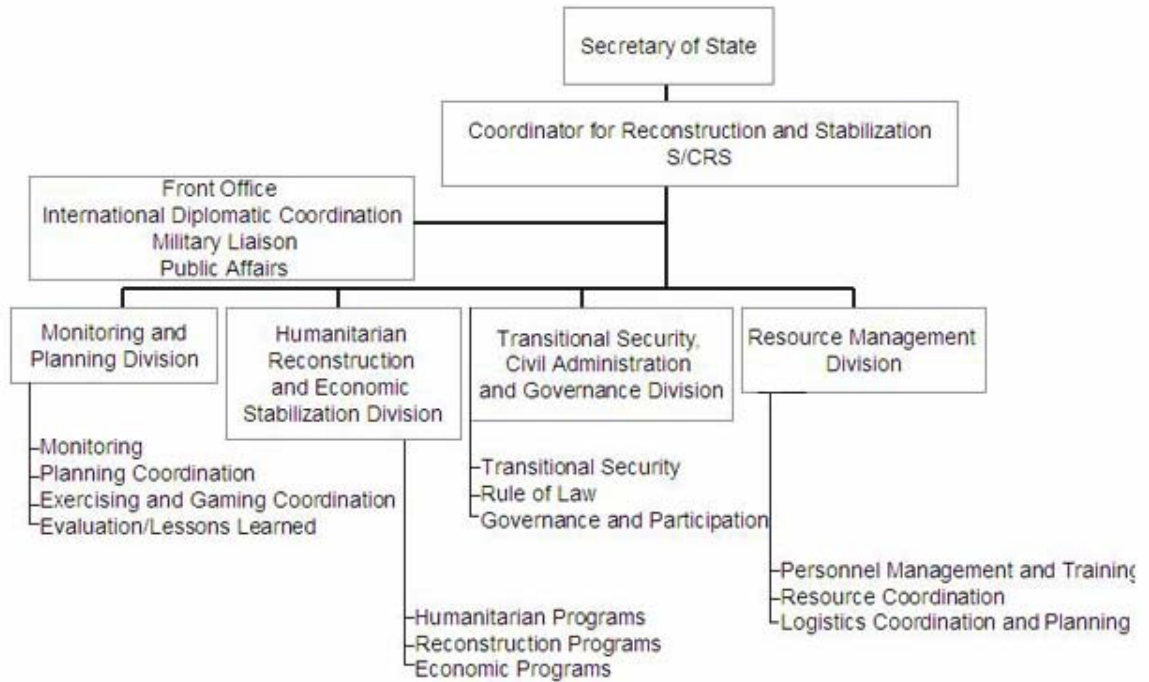 Secretary of State
Coordinator for Reconstruction and Stabilization
S/CRS
Front Office
International Diplomatic Coordination
Military Liaison
Public Affairs
Monitoring and
Planning Division
Humanitarian
Reconstruction
and Economic
Stabilization Division
Transitional Security,
Civil Administration
and Governance Division
Resource Management
Division
Monitoring
Planning Coordination
Exercising and Gaming Coordination
Evaluation/Lessons Learned
Humanitarian Programs
Reconstruction Programs
Economic Programs
Transitional Security
Rule of Law
Governance and Participation
Personnel Management and Training
Resource Coordination
Logistics Coordination and Planning